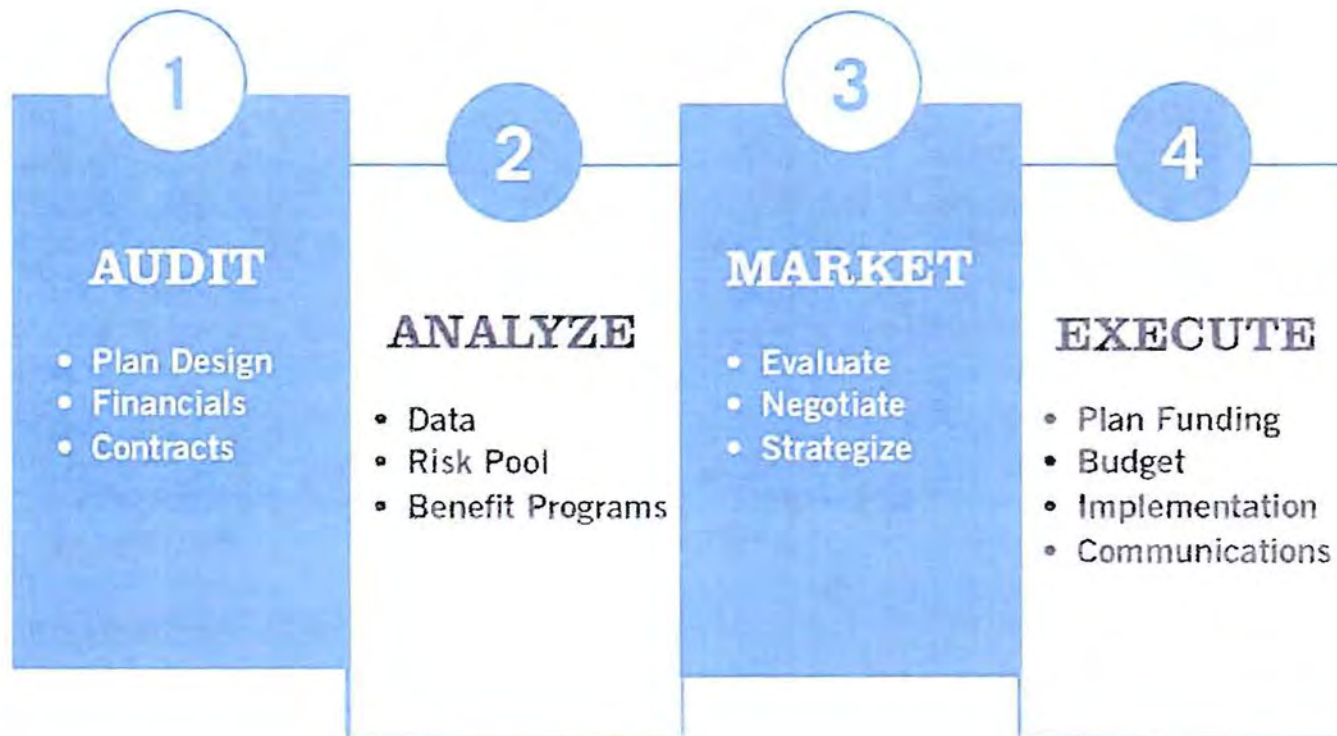 1
AUDIT
• Plan Design
• Financials
• Contracts
2
ANALYZE
• Data
• Risk Pool
• Benefit Programs
3
MARKET
• Evaluate
• Negotiate
• Strategize
4
EXECUTE
• Plan Funding
• Budget
• Implementation
• Communications